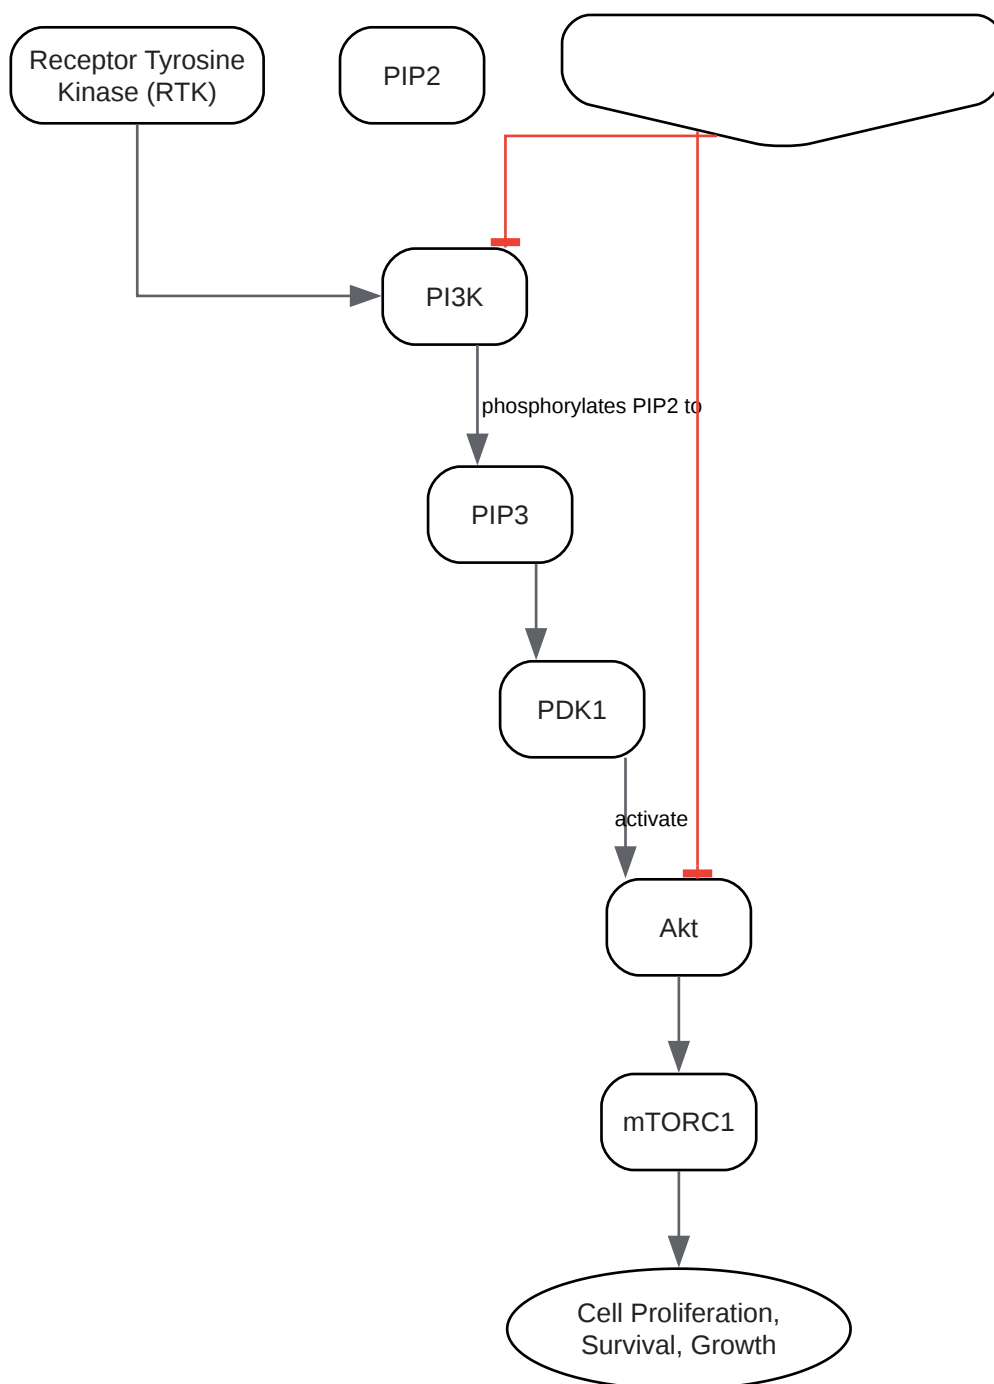 Receptor Tyrosine
Kinase (RTK)
PIP2
PI3K
phosphorylates PIP2 to
PIP3
PDK1
activate
Akt
mTORC1
Cell Proliferation,
Survival, Growth